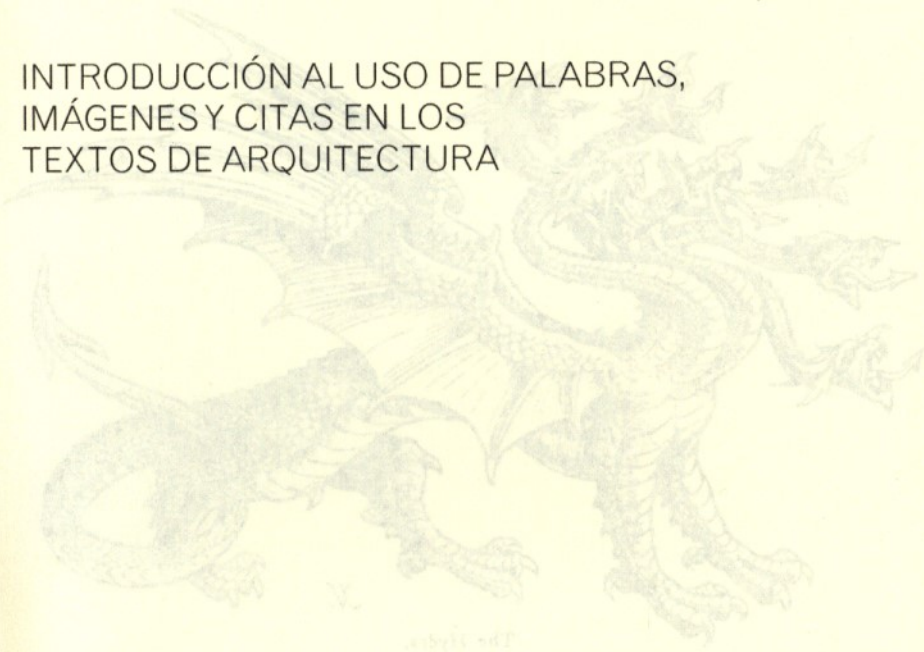 INTRODUCCIÓN AL USO DE PALABRAS,
IMÁGENES Y CITAS EN LOS
TEXTOS DE ARQUITECTURA